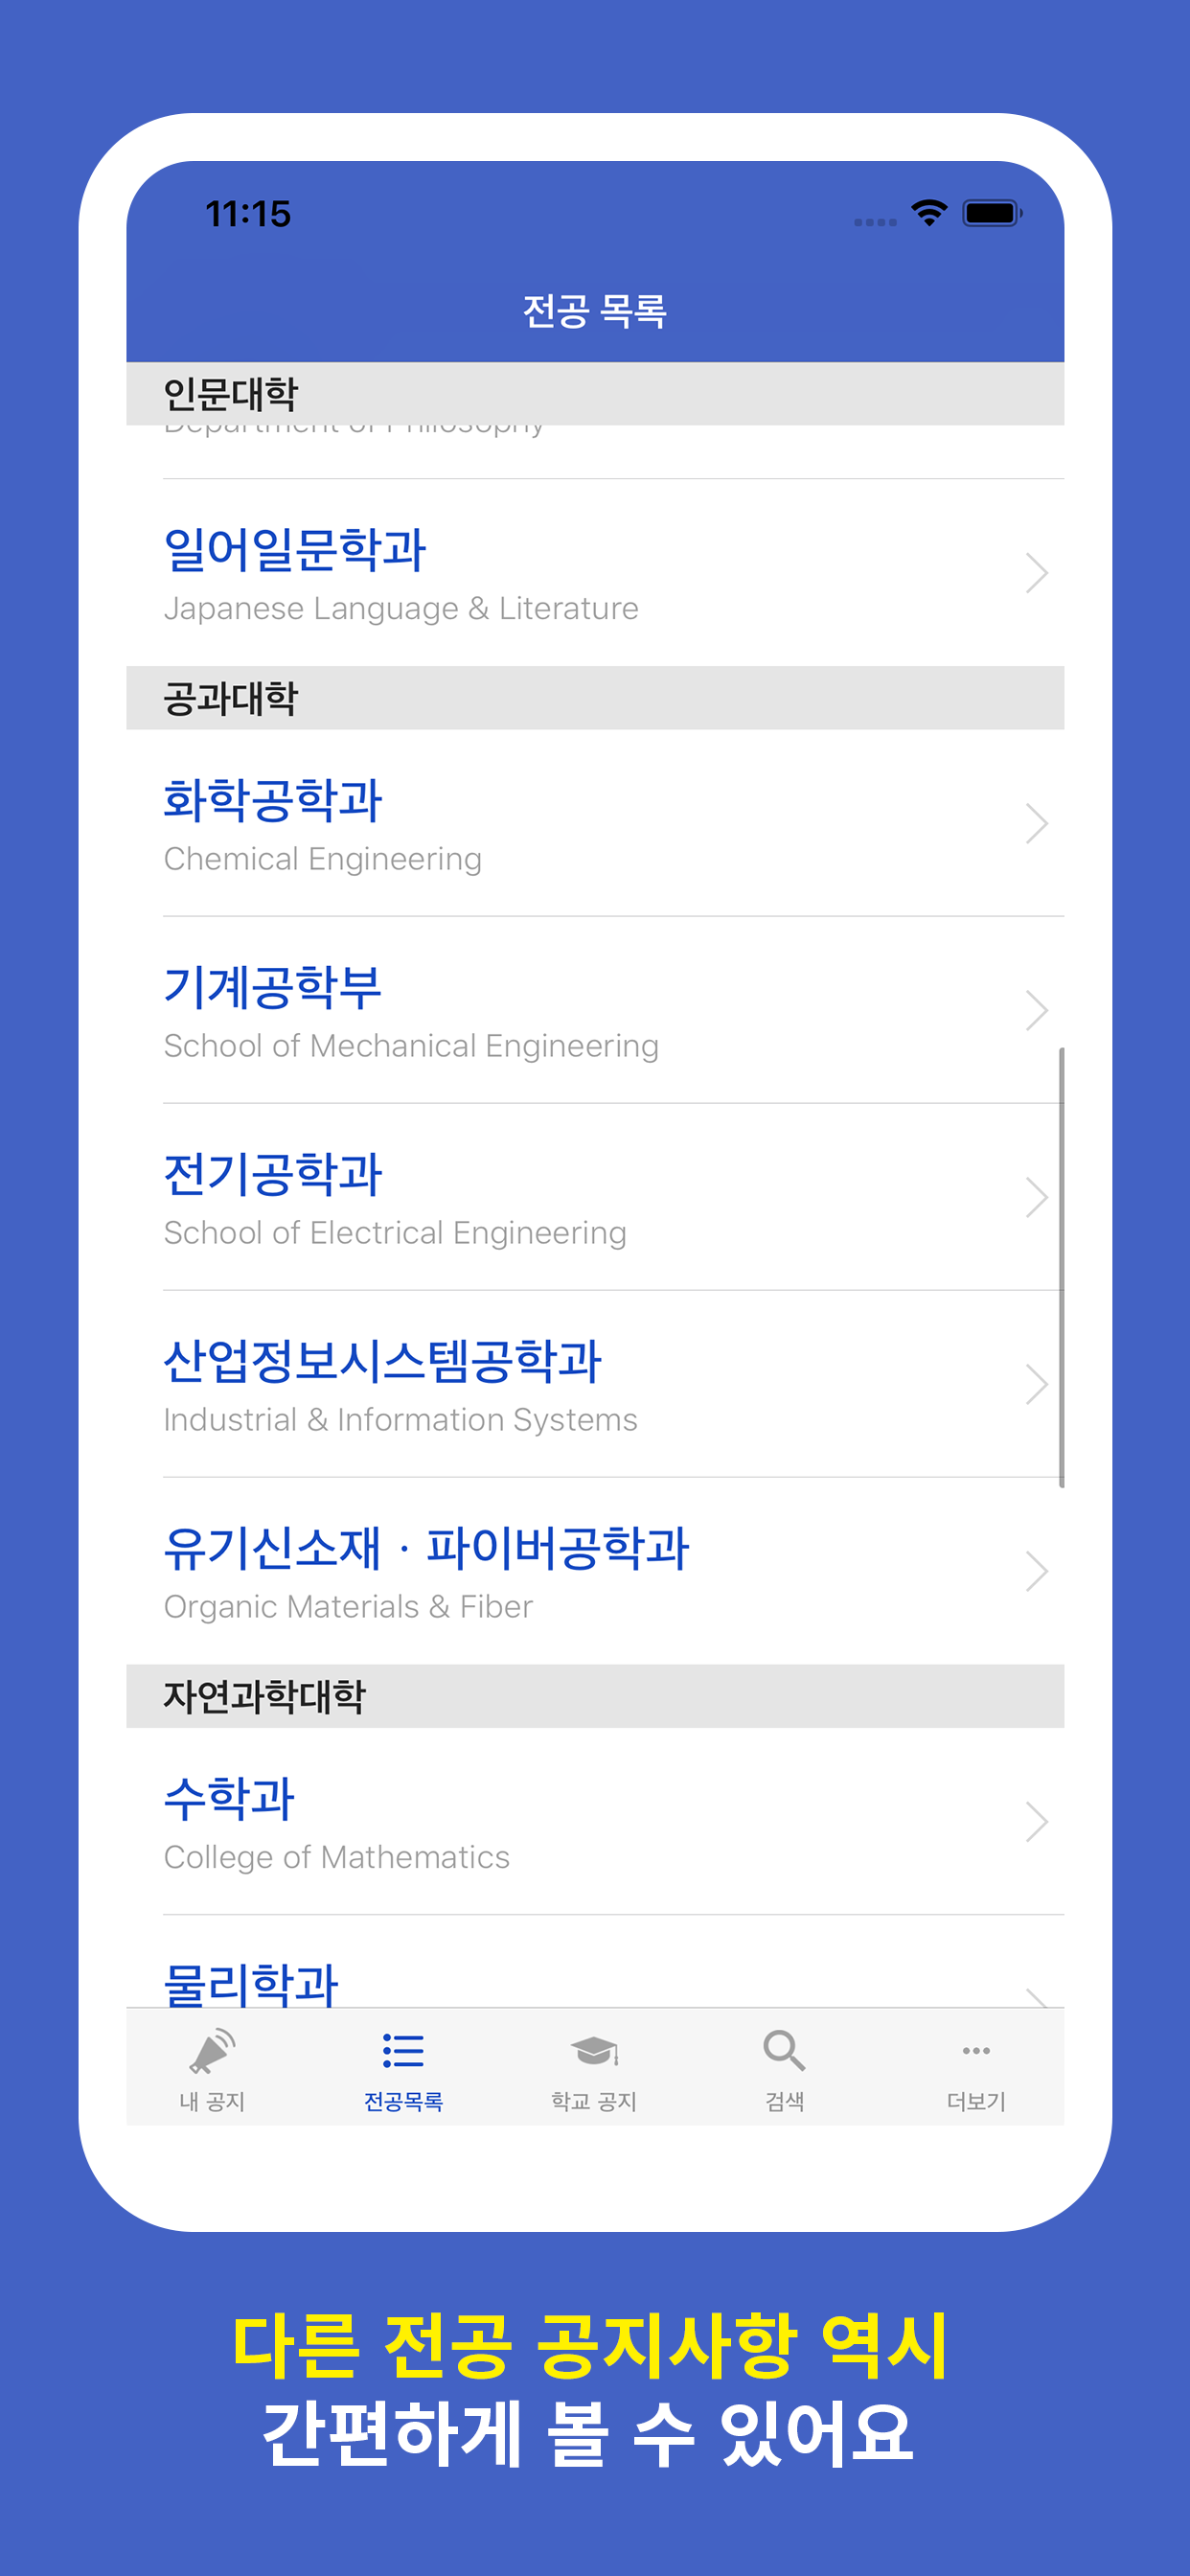 11:15
전공 목록
인문대학
Department of Philosophy
일어일문학과
Japanese Language & Literature
공과대학
화학공학과
Chemical Engineering
기계공학부
School of Mechanical Engineering
전기공학과
School of Electrical Engineering
산업정보시스템공학과
Industrial & Information Systems
유기신소재 · 파이버공학과
Organic Materials & Fiber
자연과학대학
수학과
College of Mathematics
물리학과
내 공지
전공목록
학교 공지
검색
더보기
다른 전공 공지사항 역시
간편하게 볼 수 있어요